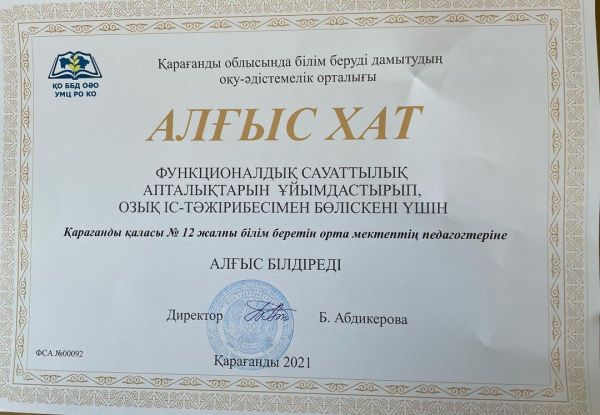 Қарағанды облысында білім беруді дамытудың
оқу-әдістемелік орталығы
ҚО ББД ОӘО
УМЦ РО КО
АЛҒЫС ХАТ
ФУНКЦИОНАЛДЫҚ САУАТТЫЛЫҚ
АПТАЛЫҚТАРЫН ҰЙЫМДАСТЫРЫП,
ОЗЫҚ ІС-ТӘЖІРИБЕСІМЕН БӨЛІСКЕНІ ҮШІН
Қарағанды қаласы № 12 жалпы білім беретін орта мектептің педагогтеріне
АЛҒЫС БІЛДІРЕДІ
Директор Б. Абдикерова
ФСА №00092
Қарағанды 2021